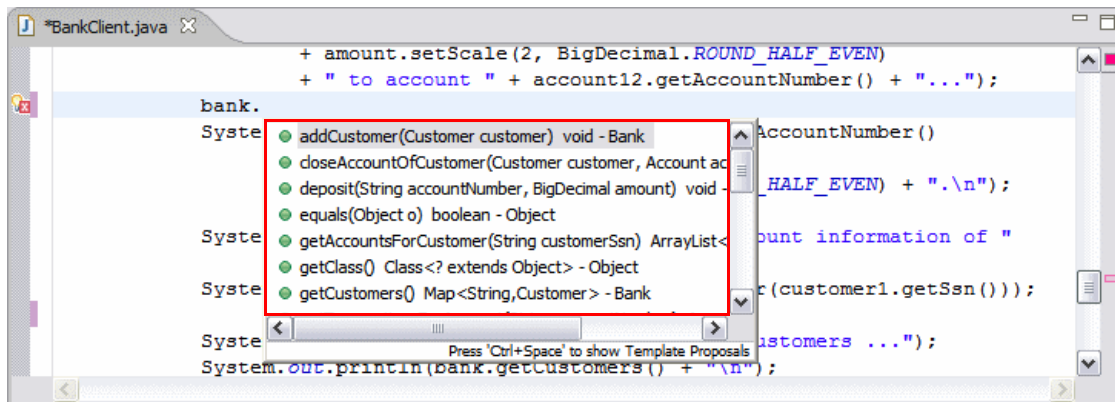 *BankClient.java
+ amount.setScale(2, BigDecimal.ROUND_HALF_EVEN)
+ " to account " + account12.getAccountNumber() + "...");
bank.
Syste AccountNumber()
addCustomer(Customer customer) void - Bank
closeAccountOfCustomer(Customer customer, Account ac
deposit(String accountNumber, BigDecimal amount) void - _HALF_EVEN) + ".\n");
equals(Object o) boolean - Object
Syste getAccountsForCustomer(String customerSsn) ArrayList< ount information of "
getClass() Class<? extends Object> - Object
Syste getCustomers() Map<String,Customer> - Bank r(customer1.getSsn()));
Syste ustomers ...");
Press 'Ctrl+Space' to show Template Proposals
System.out.println(bank.getCustomers() + "\n");